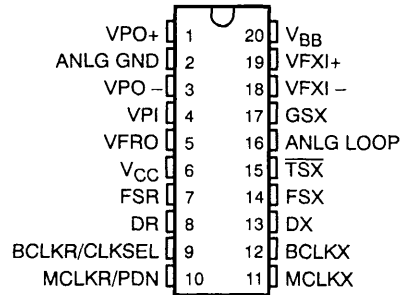 VPO+ 1 20 VBB
ANLG GND 2 19 VFXI+
VPO − 3 18 VFXI −
VPI 4 17 GSX
VFRO 5 16 ANLG LOOP
VCC 6 15 TSX
FSR 7 14 FSX
DR 8 13 DX
BCLKR/CLKSEL 9 12 BCLKX
MCLKR/PDN 10 11 MCLKX